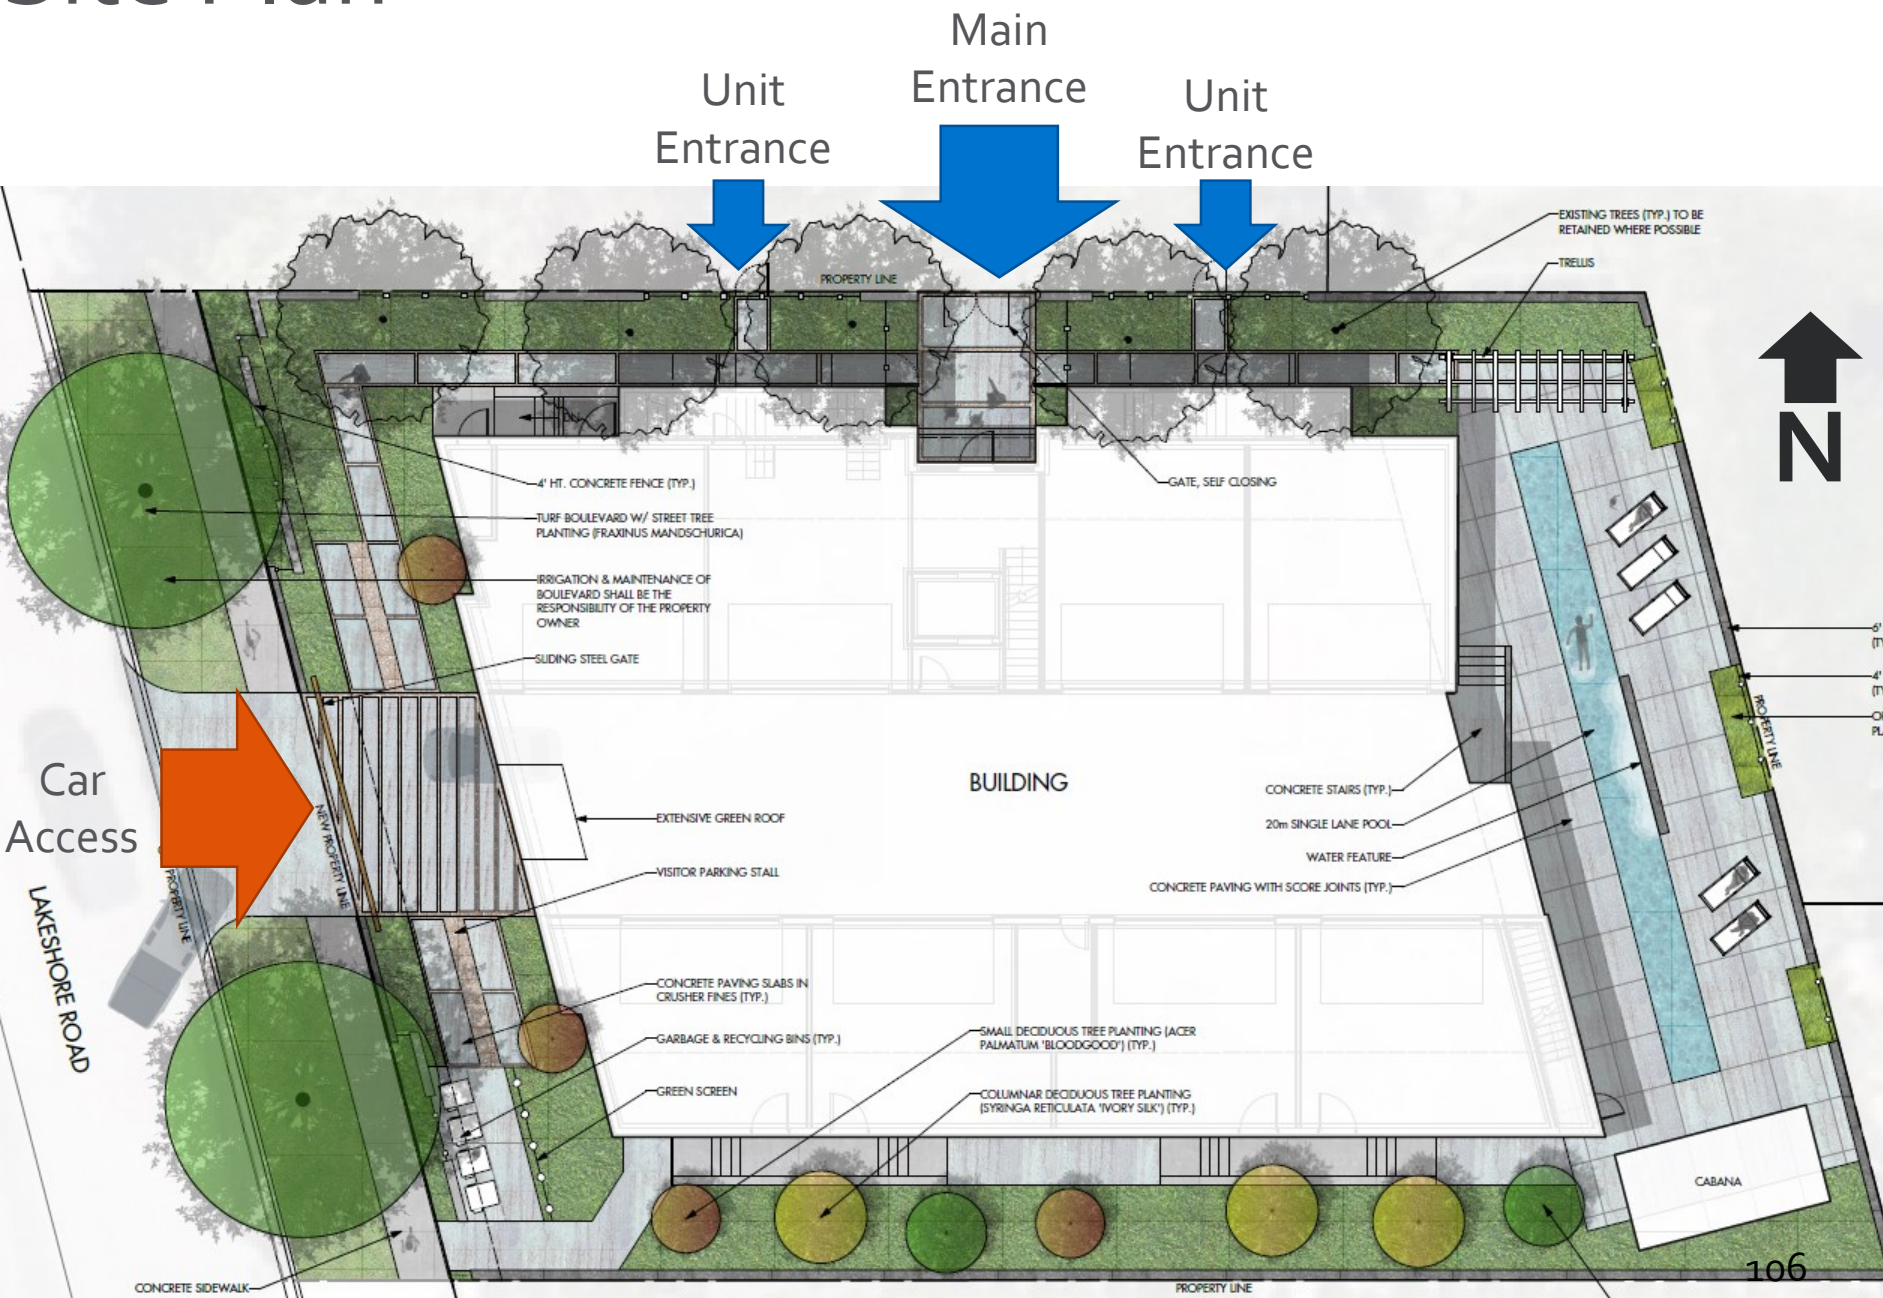 Site Plan
Main
Entrance
Unit
Entrance
Unit
Entrance
EXISTING TREES (TYP.) TO BE
RETAINED WHERE POSSIBLE
TRELLIS
PROPERTY LINE
N
4' HT. CONCRETE FENCE (TYP.)
GATE, SELF CLOSING
TURF BOULEVARD W/ STREET TREE
PLANTING (FRAXINUS MANDSCHURICA)
IRRIGATION & MAINTENANCE OF
BOULEVARD SHALL BE THE
RESPONSIBILITY OF THE PROPERTY
OWNER
SLIDING STEEL GATE
6'
4'
PROPERTY LINE
Car
Access
NEW PROPERTY LINE
PROPERTY LINE
LAKESHORE ROAD
BUILDING
EXTENSIVE GREEN ROOF
VISITOR PARKING STALL
CONCRETE STAIRS (TYP.)
20m SINGLE LANE POOL
WATER FEATURE
CONCRETE PAVING WITH SCORE JOINTS (TYP.)
CONCRETE PAVING SLABS IN
CRUSHER FINES (TYP.)
GARBAGE & RECYCLING BINS (TYP.)
GREEN SCREEN
SMALL DECIDUOUS TREE PLANTING (ACER
PALMATUM 'BLOODGOOD') (TYP.)
COLUMNAR DECIDUOUS TREE PLANTING
(SYRINGA RETICULATA 'IVORY SILK') (TYP.)
CABANA
CONCRETE SIDEWALK
PROPERTY LINE
106